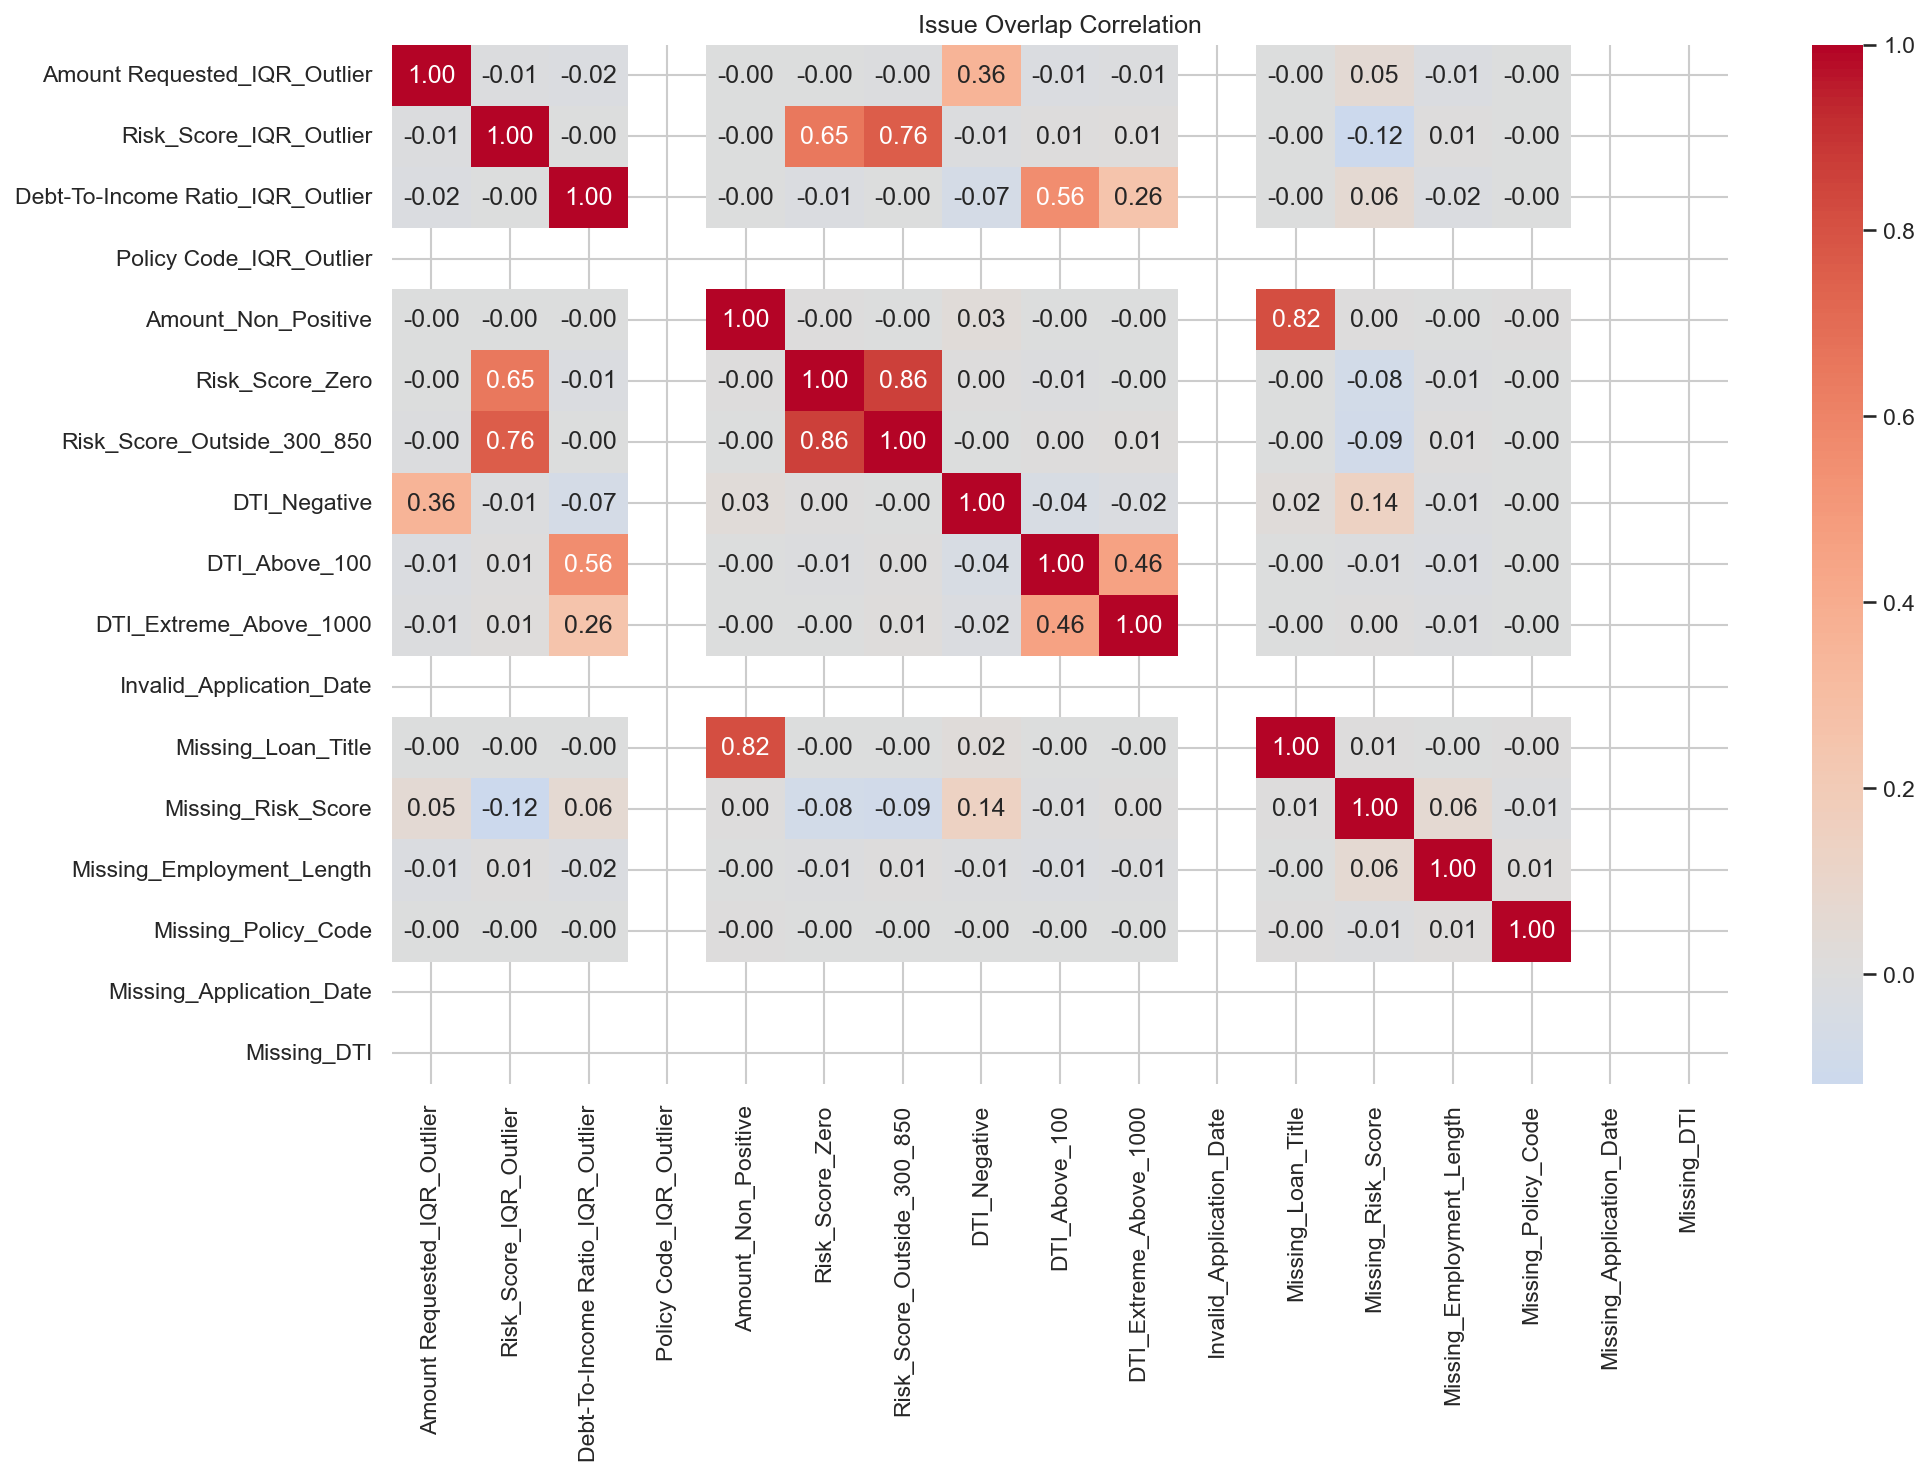 Issue Overlap Correlation
Amount Requested_IQR_Outlier 1.00 -0.01 -0.02 -0.00 -0.00 -0.00 0.36 -0.01 -0.01 -0.00 0.05 -0.01 -0.00
Risk_Score_IQR_Outlier -0.01 1.00 -0.00 -0.00 0.65 0.76 -0.01 0.01 0.01 -0.00 -0.12 0.01 -0.00
Debt-To-Income Ratio_IQR_Outlier -0.02 -0.00 1.00 -0.00 -0.01 -0.00 -0.07 0.56 0.26 -0.00 0.06 -0.02 -0.00
Policy Code_IQR_Outlier
Amount_Non_Positive -0.00 -0.00 -0.00 1.00 -0.00 -0.00 0.03 -0.00 -0.00 0.82 0.00 -0.00 -0.00
Risk_Score_Zero -0.00 0.65 -0.01 -0.00 1.00 0.86 0.00 -0.01 -0.00 -0.00 -0.08 -0.01 -0.00
Risk_Score_Outside_300_850 -0.00 0.76 -0.00 -0.00 0.86 1.00 -0.00 0.00 0.01 -0.00 -0.09 0.01 -0.00
DTI_Negative 0.36 -0.01 -0.07 0.03 0.00 -0.00 1.00 -0.04 -0.02 0.02 0.14 -0.01 -0.00
DTI_Above_100 -0.01 0.01 0.56 -0.00 -0.01 0.00 -0.04 1.00 0.46 -0.00 -0.01 -0.01 -0.00
DTI_Extreme_Above_1000 -0.01 0.01 0.26 -0.00 -0.00 0.01 -0.02 0.46 1.00 -0.00 0.00 -0.01 -0.00
Invalid_Application_Date
Missing_Loan_Title -0.00 -0.00 -0.00 0.82 -0.00 -0.00 0.02 -0.00 -0.00 1.00 0.01 -0.00 -0.00
Missing_Risk_Score 0.05 -0.12 0.06 0.00 -0.08 -0.09 0.14 -0.01 0.00 0.01 1.00 0.06 -0.01
Missing_Employment_Length -0.01 0.01 -0.02 -0.00 -0.01 0.01 -0.01 -0.01 -0.01 -0.00 0.06 1.00 0.01
Missing_Policy_Code -0.00 -0.00 -0.00 -0.00 -0.00 -0.00 -0.00 -0.00 -0.00 -0.00 -0.01 0.01 1.00
Missing_Application_Date
Missing_DTI
Amount Requested_IQR_Outlier
Risk_Score_IQR_Outlier
Debt-To-Income Ratio_IQR_Outlier
Policy Code_IQR_Outlier
Amount_Non_Positive
Risk_Score_Zero
Risk_Score_Outside_300_850
DTI_Negative
DTI_Above_100
DTI_Extreme_Above_1000
Invalid_Application_Date
Missing_Loan_Title
Missing_Risk_Score
Missing_Employment_Length
Missing_Policy_Code
Missing_Application_Date
Missing_DTI
1.0
0.8
0.6
0.4
0.2
0.0